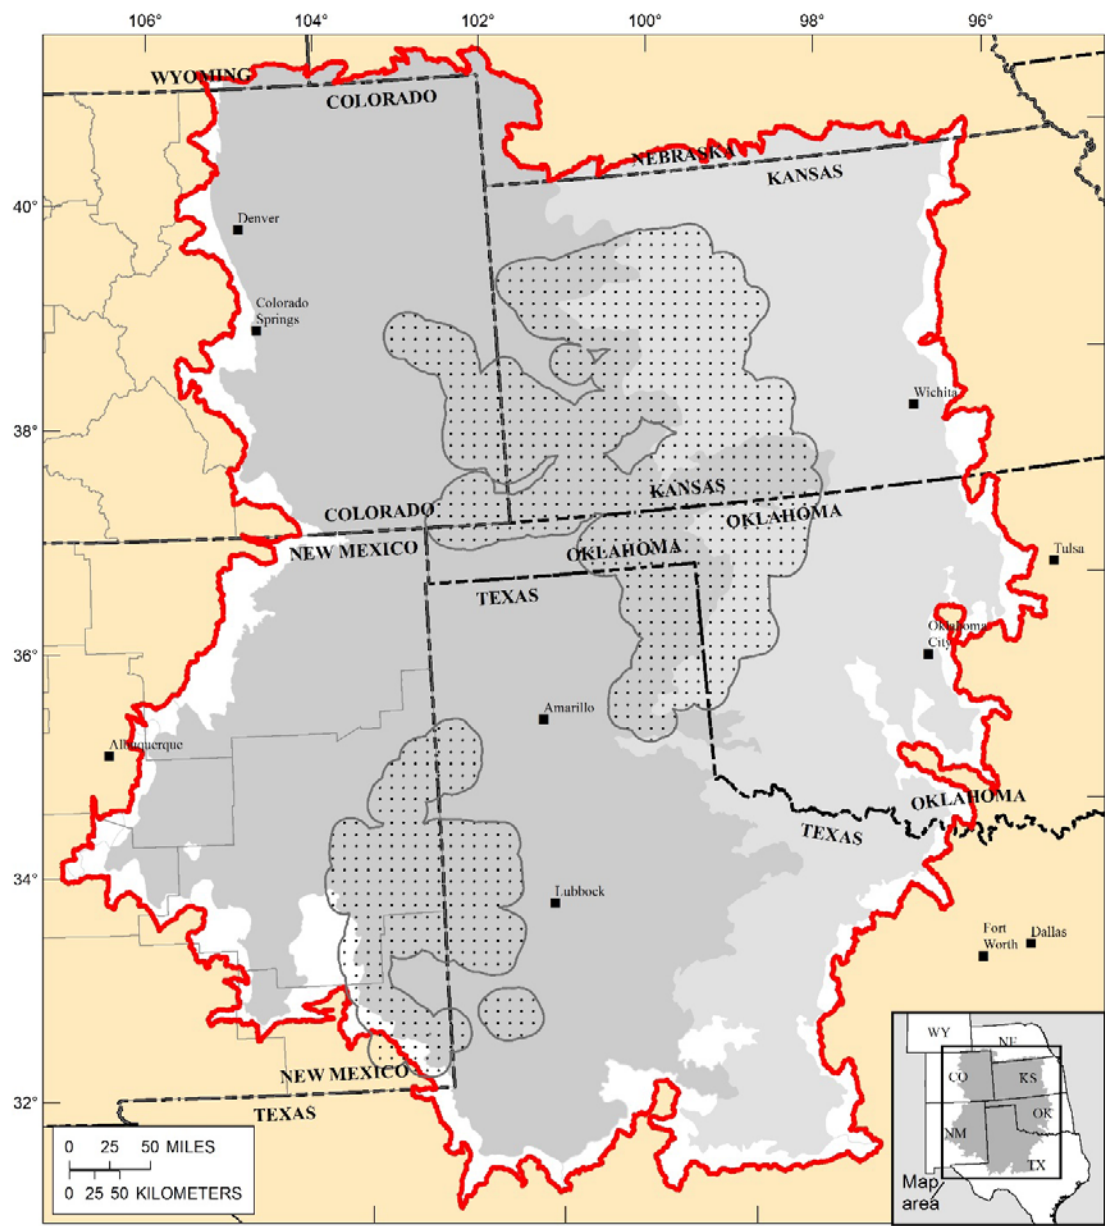 106° 104° 102° 100° 98° 96°
WYOMING
COLORADO
NEBRASKA
KANSAS
40°
Denver
Colorado
Springs
Wichita
38°
COLORADO
KANSAS
NEW MEXICO
OKLAHOMA
OKLAHOMA
TEXAS
Tulsa
36°
Oklahoma
City
Amarillo
Albuquerque
OKLAHOMA
TEXAS
34°
Lubbock
Fort
Worth
Dallas
NEW MEXICO
32°
TEXAS
0 25 50 MILES
0 25 50 KILOMETERS
WY
NE
CO
KS
OK
NM
TX
Map
area